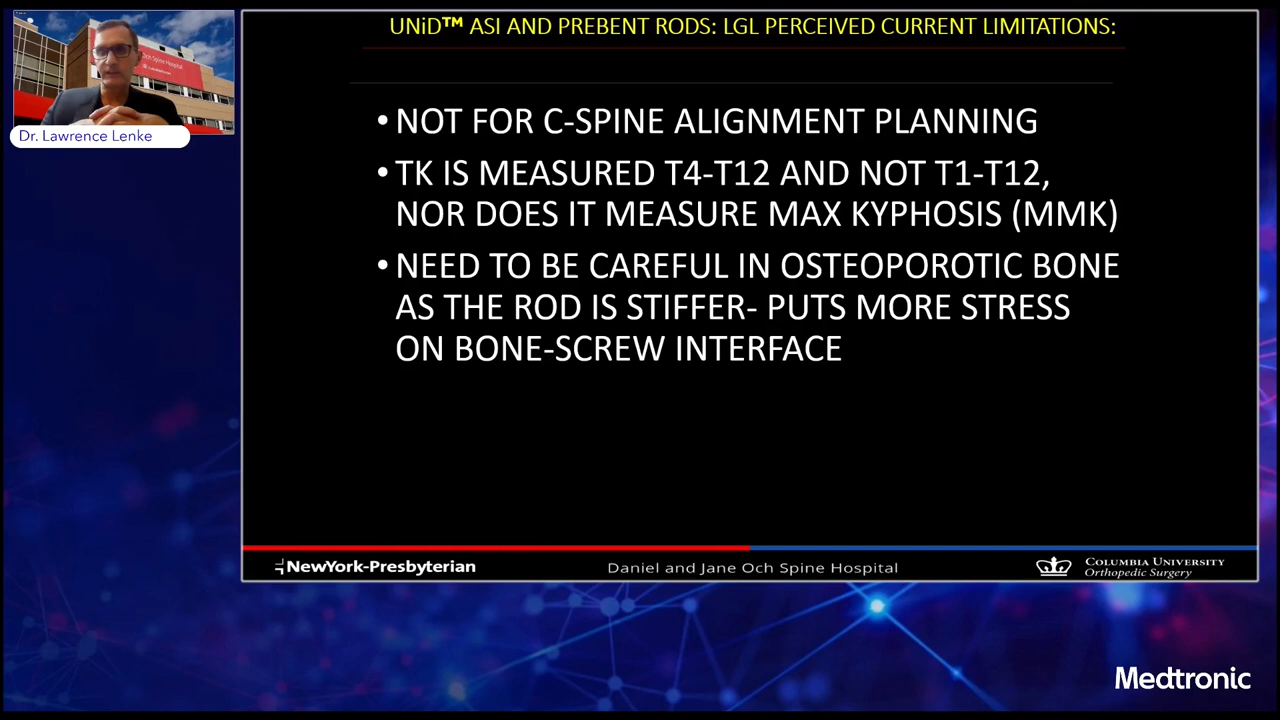 UNiD™ ASI AND PREBENT RODS: LGL PERCEIVED CURRENT LIMITATIONS:
Och Spine Hospital
Dr. Lawrence Lenke
• NOT FOR C-SPINE ALIGNMENT PLANNING
• TK IS MEASURED T4-T12 AND NOT T1-T12,
NOR DOES IT MEASURE MAX KYPHOSIS (MMK)
• NEED TO BE CAREFUL IN OSTEOPOROTIC BONE
AS THE ROD IS STIFFER- PUTS MORE STRESS
ON BONE-SCREW INTERFACE
NewYork-Presbyterian
Daniel and Jane Och Spine Hospital
COLUMBIA UNIVERSITY
Orthopedic Surgery
Medtronic